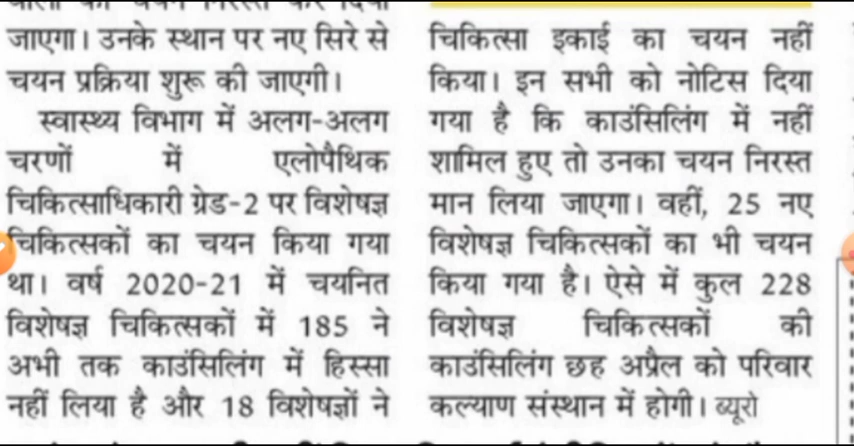 जाएगा। उनके स्थान पर नए सिरे से
चयन प्रक्रिया शुरू की जाएगी।
स्वास्थ्य विभाग में अलग-अलग
चरणों में एलोपैथिक
चिकित्साधिकारी ग्रेड-2 पर विशेषज्ञ
चिकित्सकों का चयन किया गया
था। वर्ष 2020-21 में चयनित
विशेषज्ञ चिकित्सकों में 185 ने
अभी तक काउंसिलिंग में हिस्सा
नहीं लिया है और 18 विशेषज्ञों ने
चिकित्सा इकाई का चयन नहीं
किया। इन सभी को नोटिस दिया
गया है कि काउंसिलिंग में नहीं
शामिल हुए तो उनका चयन निरस्त
मान लिया जाएगा। वहीं, 25 नए
विशेषज्ञ चिकित्सकों का भी चयन
किया गया है। ऐसे में कुल 228
विशेषज्ञ चिकित्सकों की
काउंसिलिंग छह अप्रैल को परिवार
कल्याण संस्थान में होगी। ब्यूरो